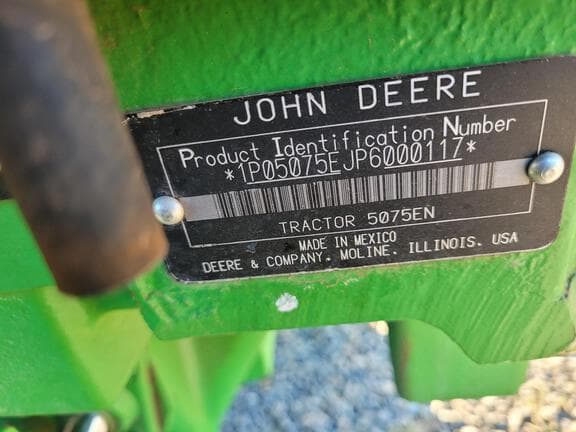 JOHN DEERE
Product Identification Number
*1P05075EJP6000117*
TRACTOR 5075EN
MADE IN MEXICO
DEERE & COMPANY. MOLINE. ILLINOIS. USA